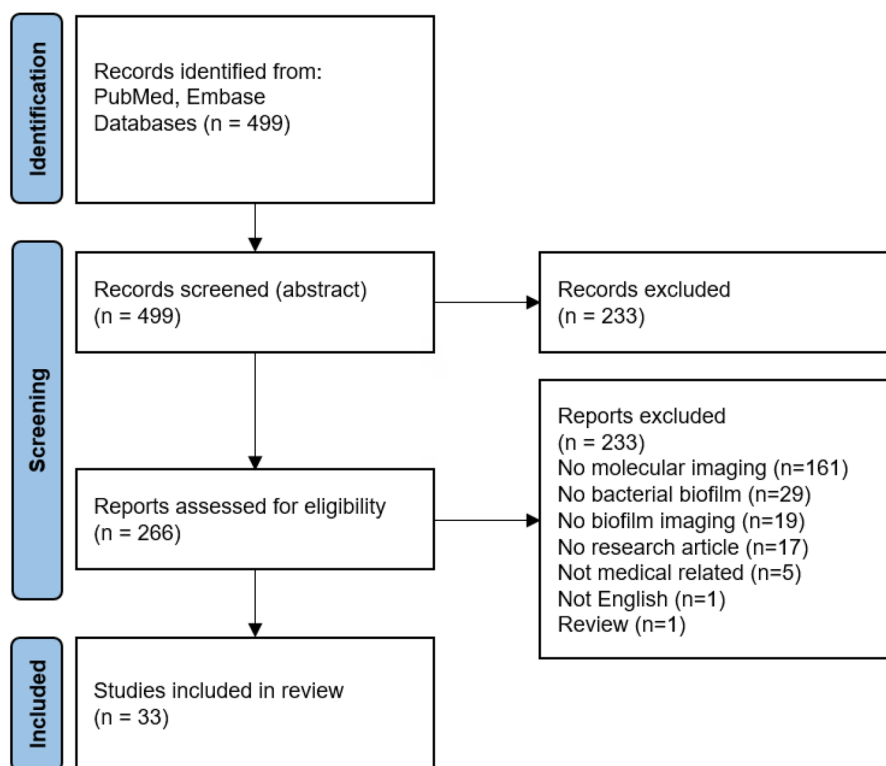 Identification
Records identified from:
PubMed, Embase
Databases (n = 499)
Screening
Records screened (abstract)
(n = 499)
Records excluded
(n = 233)
Reports assessed for eligibility
(n = 266)
Reports excluded
(n = 233)
No molecular imaging (n=161)
No bacterial biofilm (n=29)
No biofilm imaging (n=19)
No research article (n=17)
Not medical related (n=5)
Not English (n=1)
Review (n=1)
Included
Studies included in review
(n = 33)